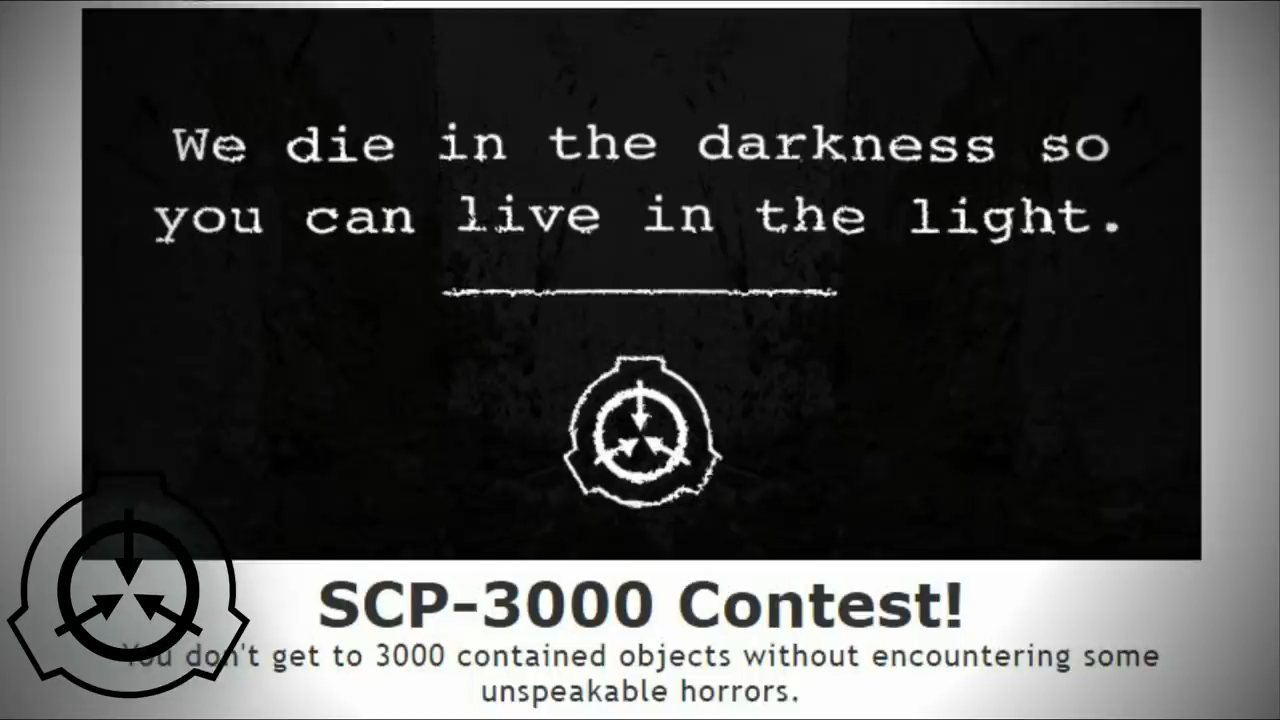 We die in the darkness so
you can live in the light.
SCP-3000 Contest!
You don't get to 3000 contained objects without encountering some
unspeakable horrors.